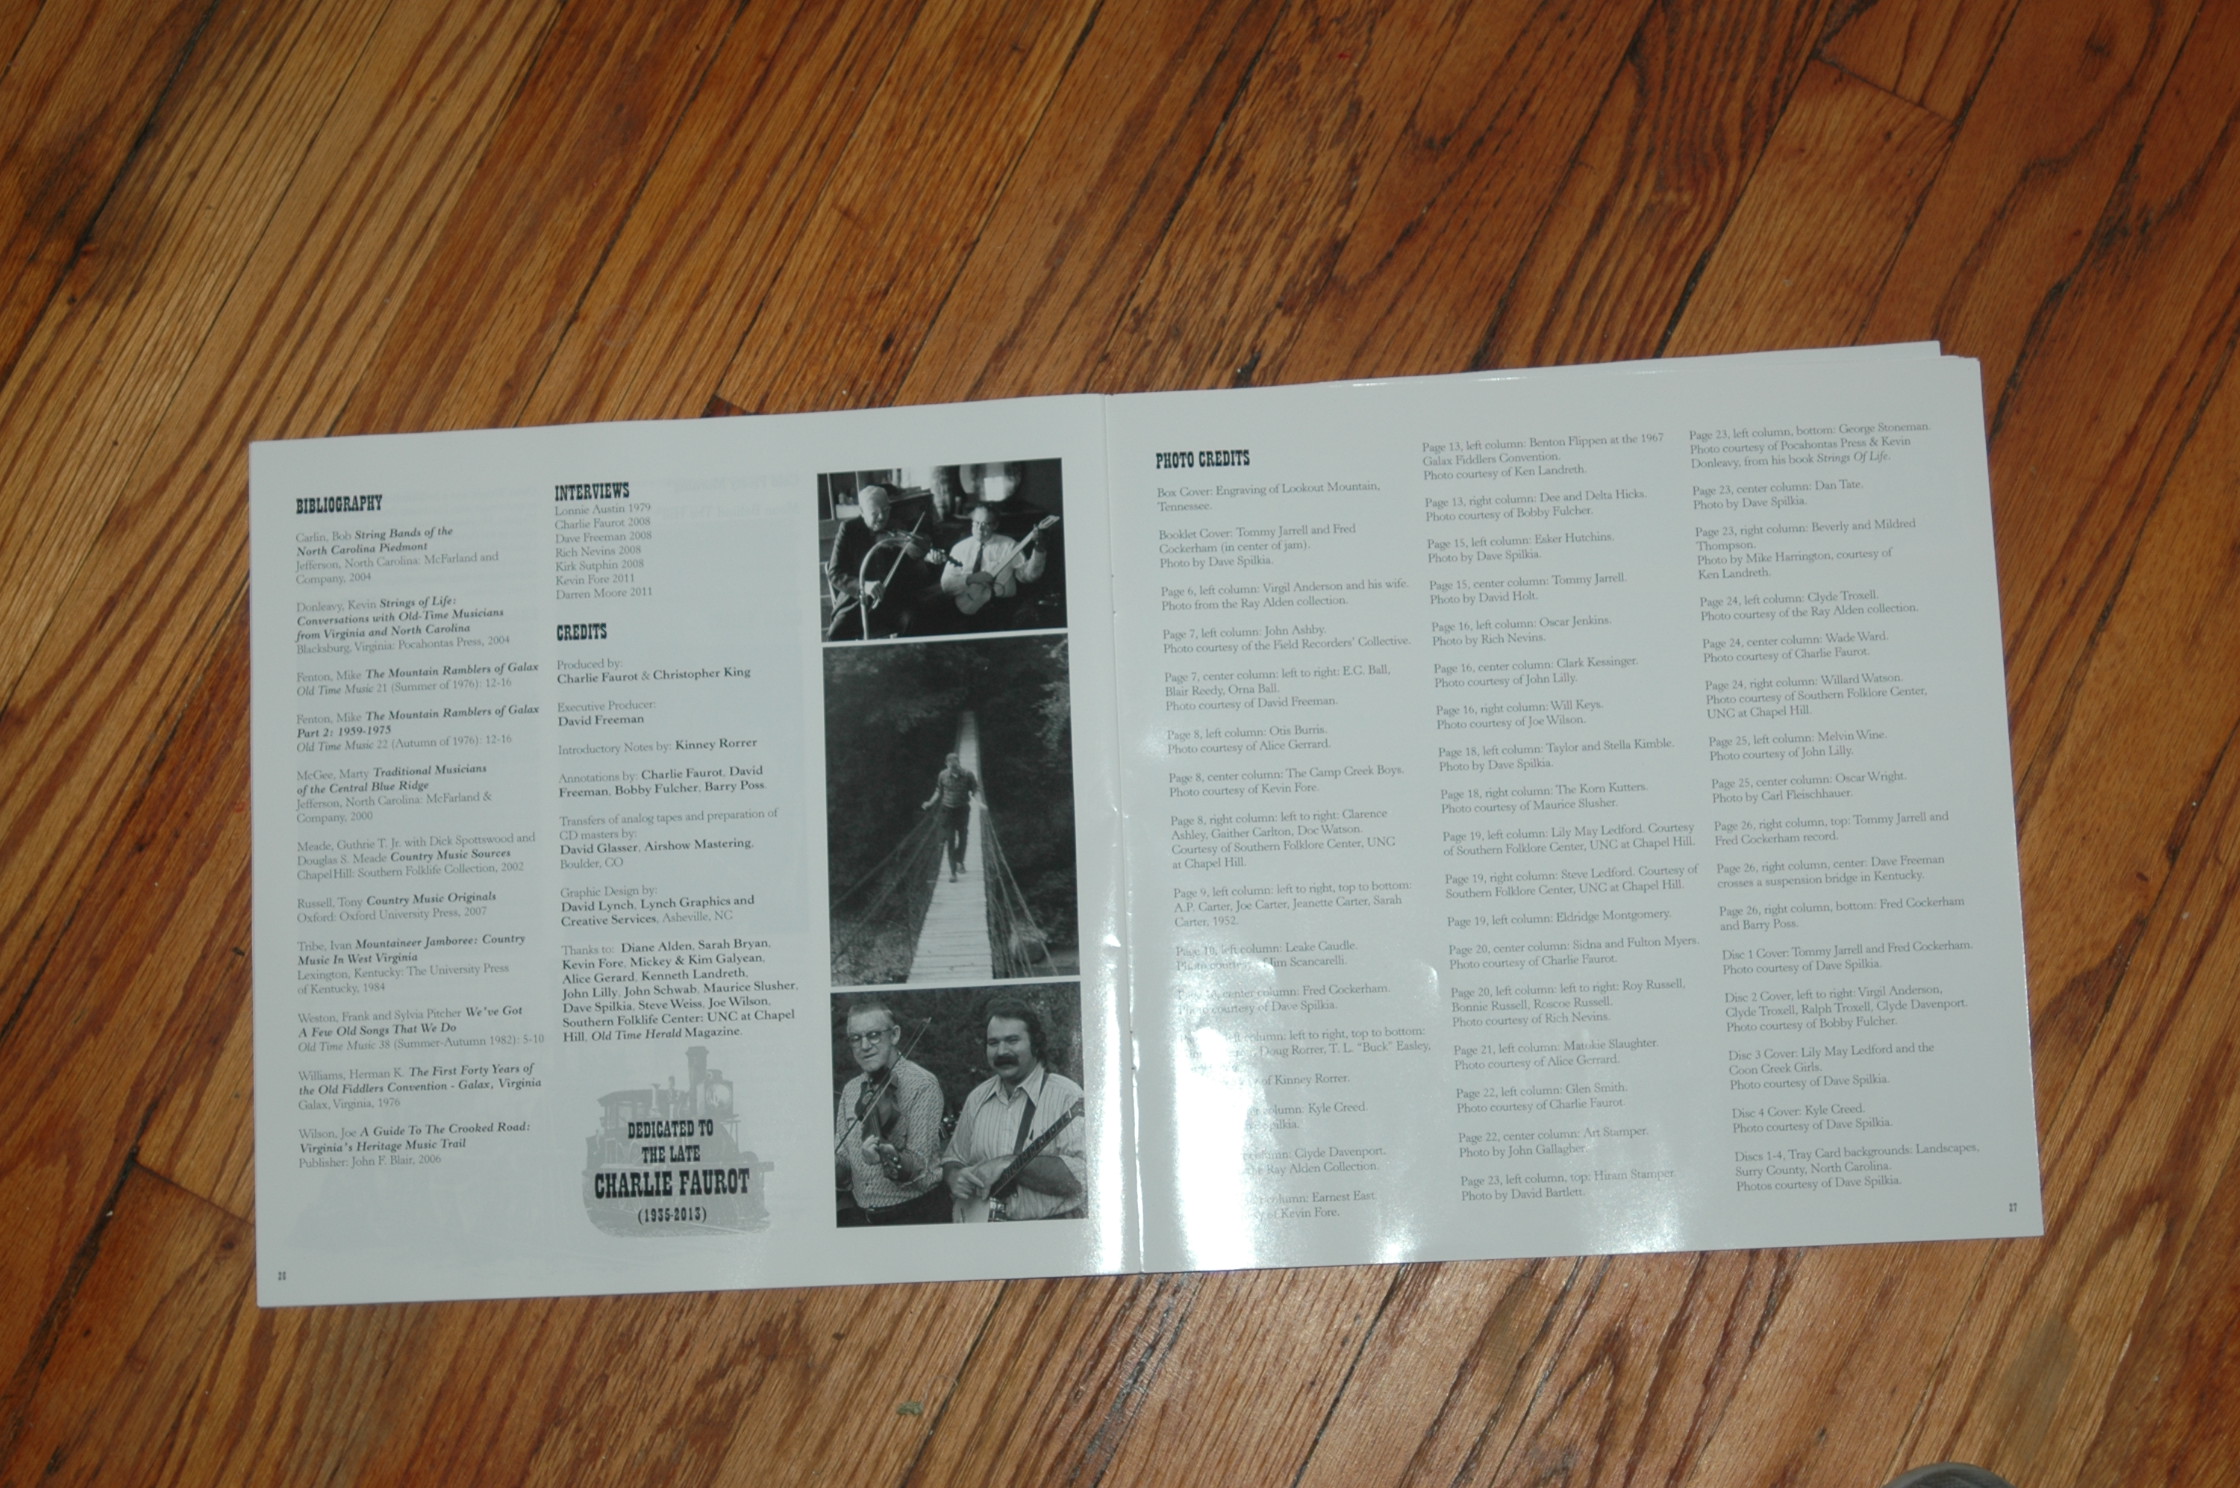 BIBLIOGRAPHY
Carlin, Bob String Bands of the
North Carolina Piedmont
Jefferson, North Carolina: McFarland and
Company, 2004
Donleavy, Kevin Strings of Life:
Conversations with Old-Time Musicians
from Virginia and North Carolina
Blacksburg, Virginia: Pocahontas Press, 2004
Fenton, Mike The Mountain Ramblers of Galax
Old Time Music 21 (Summer of 1976): 12-16
Fenton, Mike The Mountain Ramblers of Galax
Part 2: 1959-1975
Old Time Music 22 (Autumn of 1976): 12-16
McGee, Marty Traditional Musicians
of the Central Blue Ridge
Jefferson, North Carolina: McFarland &
Company, 2000
Meade, Guthrie T. Jr. with Dick Spottswood and
Douglas S. Meade Country Music Sources
Chapel Hill: Southern Folklife Collection, 2002
Russell, Tony Country Music Originals
Oxford: Oxford University Press, 2007
Tribe, Ivan Mountaineer Jamboree: Country
Music In West Virginia
Lexington, Kentucky: The University Press
of Kentucky, 1984
Weston, Frank and Sylvia Pitcher We've Got
A Few Old Songs That We Do
Old Time Music 38 (Summer-Autumn 1982): 5-10
Williams, Herman K. The First Forty Years of
the Old Fiddlers Convention - Galax, Virginia
Galax, Virginia, 1976
Wilson, Joe A Guide To The Crooked Road:
Virginia's Heritage Music Trail
Publisher: John F. Blair, 2006
26
INTERVIEWS
Lonnie Austin 1979
Charlie Faurot 2008
Dave Freeman 2008
Rich Nevins 2008
Kirk Sutphin 2008
Kevin Fore 2011
Darren Moore 2011
CREDITS
Produced by:
Charlie Faurot & Christopher King
Executive Producer:
David Freeman
Introductory Notes by: Kinney Rorrer
Annotations by: Charlie Faurot, David
Freeman, Bobby Fulcher, Barry Poss.
Transfers of analog tapes and preparation of
CD masters by:
David Glasser, Airshow Mastering,
Boulder, CO
Graphic Design by:
David Lynch, Lynch Graphics and
Creative Services, Asheville, NC
Thanks to: Diane Alden, Sarah Bryan,
Kevin Fore, Mickey & Kim Galyean,
Alice Gerard, Kenneth Landreth,
John Lilly, John Schwab, Maurice Slusher,
Dave Spilkia, Steve Weiss, Joe Wilson,
Southern Folklife Center: UNC at Chapel
Hill, Old Time Herald Magazine.
DEDICATED TO
THE LATE
CHARLIE FAUROT
(1935-2013)
PHOTO CREDITS
Box Cover: Engraving of Lookout Mountain,
Tennessee.
Booklet Cover: Tommy Jarrell and Fred
Cockerham (in center of jam).
Photo by Dave Spilkia.
Page 6, left column: Virgil Anderson and his wife.
Photo from the Ray Alden collection.
Page 7, left column: John Ashby.
Photo courtesy of the Field Recorders' Collective.
Page 7, center column: left to right: E.C. Ball,
Blair Reedy, Orna Ball.
Photo courtesy of David Freeman.
Page 8, left column: Otis Burris.
Photo courtesy of Alice Gerrard.
Page 8, center column: The Camp Creek Boys.
Photo courtesy of Kevin Fore.
Page 8, right column: left to right: Clarence
Ashley, Gaither Carlton, Doc Watson.
Courtesy of Southern Folklore Center, UNC
at Chapel Hill.
Page 9, left column: left to right, top to bottom:
A.P. Carter, Joe Carter, Jeanette Carter, Sarah
Carter, 1952.
Page 10, left column: Leake Caudle.
Photo courtesy of Jim Scancarelli.
center column: Fred Cockerham.
Photo courtesy of Dave Spilkia.
left column: left to right, top to bottom:
Doug Rorrer, T. L. "Buck" Easley,
of Kinney Rorrer.
column: Kyle Creed.
Spilkia.
column: Clyde Davenport.
the Ray Alden Collection.
column: Earnest East.
of Kevin Fore.
Page 13, left column: Benton Flippen at the 1967
Galax Fiddlers Convention.
Photo courtesy of Ken Landreth.
Page 13, right column: Dee and Delta Hicks.
Photo courtesy of Bobby Fulcher.
Page 15, left column: Esker Hutchins.
Photo by Dave Spilkia.
Page 15, center column: Tommy Jarrell.
Photo by David Holt.
Page 16, left column: Oscar Jenkins.
Photo by Rich Nevins.
Page 16, center column: Clark Kessinger.
Photo courtesy of John Lilly.
Page 16, right column: Will Keys.
Photo courtesy of Joe Wilson.
Page 18, left column: Taylor and Stella Kimble.
Photo by Dave Spilkia.
Page 18, right column: The Korn Kutters.
Photo courtesy of Maurice Slusher.
Page 19, left column: Lily May Ledford. Courtesy
of Southern Folklore Center, UNC at Chapel Hill.
Page 19, right column: Steve Ledford. Courtesy of
Southern Folklore Center, UNC at Chapel Hill.
Page 19, left column: Eldridge Montgomery.
Page 20, center column: Sidna and Fulton Myers.
Photo courtesy of Charlie Faurot.
Page 20, left column: left to right: Roy Russell,
Bonnie Russell, Roscoe Russell.
Photo courtesy of Rich Nevins.
Page 21, left column: Matokie Slaughter.
Photo courtesy of Alice Gerrard.
Page 22, left column: Glen Smith.
Photo courtesy of Charlie Faurot.
Page 22, center column: Art Stamper.
Photo by John Gallagher.
Page 23, left column, top: Hiram Stamper.
Photo by David Bartlett.
Page 23, left column, bottom: George Stoneman.
Photo courtesy of Pocahontas Press & Kevin
Donleavy, from his book Strings Of Life.
Page 23, center column: Dan Tate.
Photo by Dave Spilkia.
Page 23, right column: Beverly and Mildred
Thompson.
Photo by Mike Harrington, courtesy of
Ken Landreth.
Page 24, left column: Clyde Troxell.
Photo courtesy of the Ray Alden collection.
Page 24, center column: Wade Ward.
Photo courtesy of Charlie Faurot.
Page 24, right column: Willard Watson.
Photo courtesy of Southern Folklore Center,
UNC at Chapel Hill.
Page 25, left column: Melvin Wine.
Photo courtesy of John Lilly.
Page 25, center column: Oscar Wright.
Photo by Carl Fleischhauer.
Page 26, right column, top: Tommy Jarrell and
Fred Cockerham record.
Page 26, right column, center: Dave Freeman
crosses a suspension bridge in Kentucky.
Page 26, right column, bottom: Fred Cockerham
and Barry Poss.
Disc 1 Cover: Tommy Jarrell and Fred Cockerham.
Photo courtesy of Dave Spilkia.
Disc 2 Cover, left to right: Virgil Anderson,
Clyde Troxell, Ralph Troxell, Clyde Davenport.
Photo courtesy of Bobby Fulcher.
Disc 3 Cover: Lily May Ledford and the
Coon Creek Girls.
Photo courtesy of Dave Spilkia.
Disc 4 Cover: Kyle Creed.
Photo courtesy of Dave Spilkia.
Discs 1-4, Tray Card backgrounds: Landscapes,
Surry County, North Carolina.
Photos courtesy of Dave Spilkia.
27